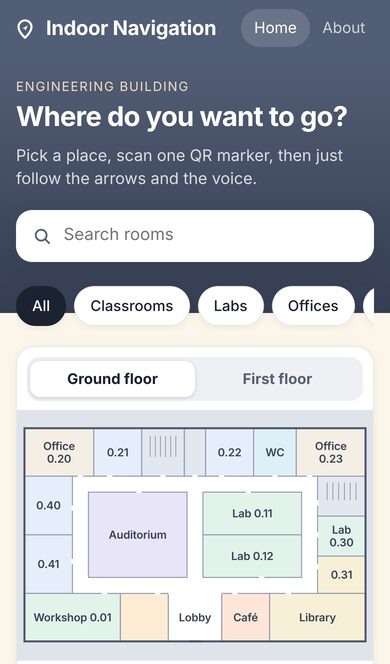 Indoor Navigation
Home
About
ENGINEERING BUILDING
Where do you want to go?
Pick a place, scan one QR marker, then just
follow the arrows and the voice.
Search rooms
All
Classrooms
Labs
Offices
Ground floor
First floor
Office
0.20
0.21
0.22
WC
Office
0.23
0.40
Auditorium
Lab 0.11
Lab
0.30
0.41
Lab 0.12
0.31
Workshop 0.01
Lobby
Café
Library